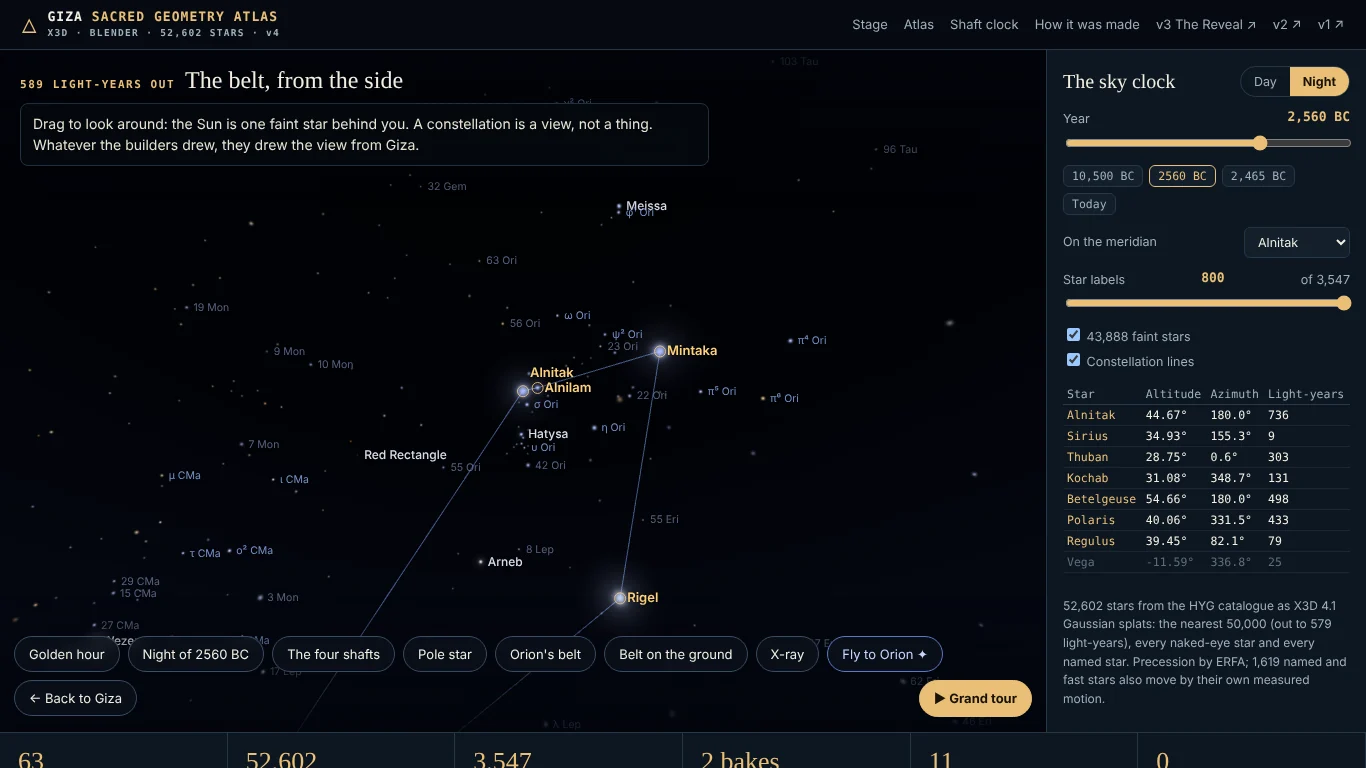 GIZA SACRED GEOMETRY ATLAS
X3D · BLENDER · 52,602 STARS · v4
Stage Atlas Shaft clock How it was made v3 The Reveal ↗ v2 ↗ v1 ↗
589 LIGHT-YEARS OUT The belt, from the side
Drag to look around: the Sun is one faint star behind you. A constellation is a view, not a thing.
Whatever the builders drew, they drew the view from Giza.
103 Tau
96 Tau
32 Gem
Meissa
φ¹ Ori
63 Ori
19 Mon
ω Ori
56 Ori
ψ² Ori
23 Ori
π⁴ Ori
9 Mon
Mintaka
10 Mon
Alnitak
Alnilam
π⁵ Ori
22 Ori
π⁶ Ori
σ Ori
η Ori
Hatysa
7 Mon
υ Ori
Red Rectangle
55 Ori
42 Ori
μ CMa
ι CMa
55 Eri
τ CMa
ο² CMa
8 Lep
Arneb
29 CMa
15 CMa
3 Mon
Rigel
27 CMa
17 Lep
λ Lep
Golden hour
Night of 2560 BC
The four shafts
Pole star
Orion's belt
Belt on the ground
X-ray
Fly to Orion ✦
← Back to Giza
▶ Grand tour
The sky clock
Day Night
Year 2,560 BC
10,500 BC 2560 BC 2,465 BC
Today
On the meridian Alnitak
Star labels 800 of 3,547
43,888 faint stars
Constellation lines
Star Altitude Azimuth Light-years
Alnitak 44.67° 180.0° 736
Sirius 34.93° 155.3° 9
Thuban 28.75° 0.6° 303
Kochab 31.08° 348.7° 131
Betelgeuse 54.66° 180.0° 498
Polaris 40.06° 331.5° 433
Regulus 39.45° 82.1° 79
Vega -11.59° 336.8° 25
52,602 stars from the HYG catalogue as X3D 4.1
Gaussian splats: the nearest 50,000 (out to 579
light-years), every naked-eye star and every
named star. Precession by ERFA; 1,619 named and
fast stars also move by their own measured
motion.
63 52,602 3,547 2 bakes 11 0